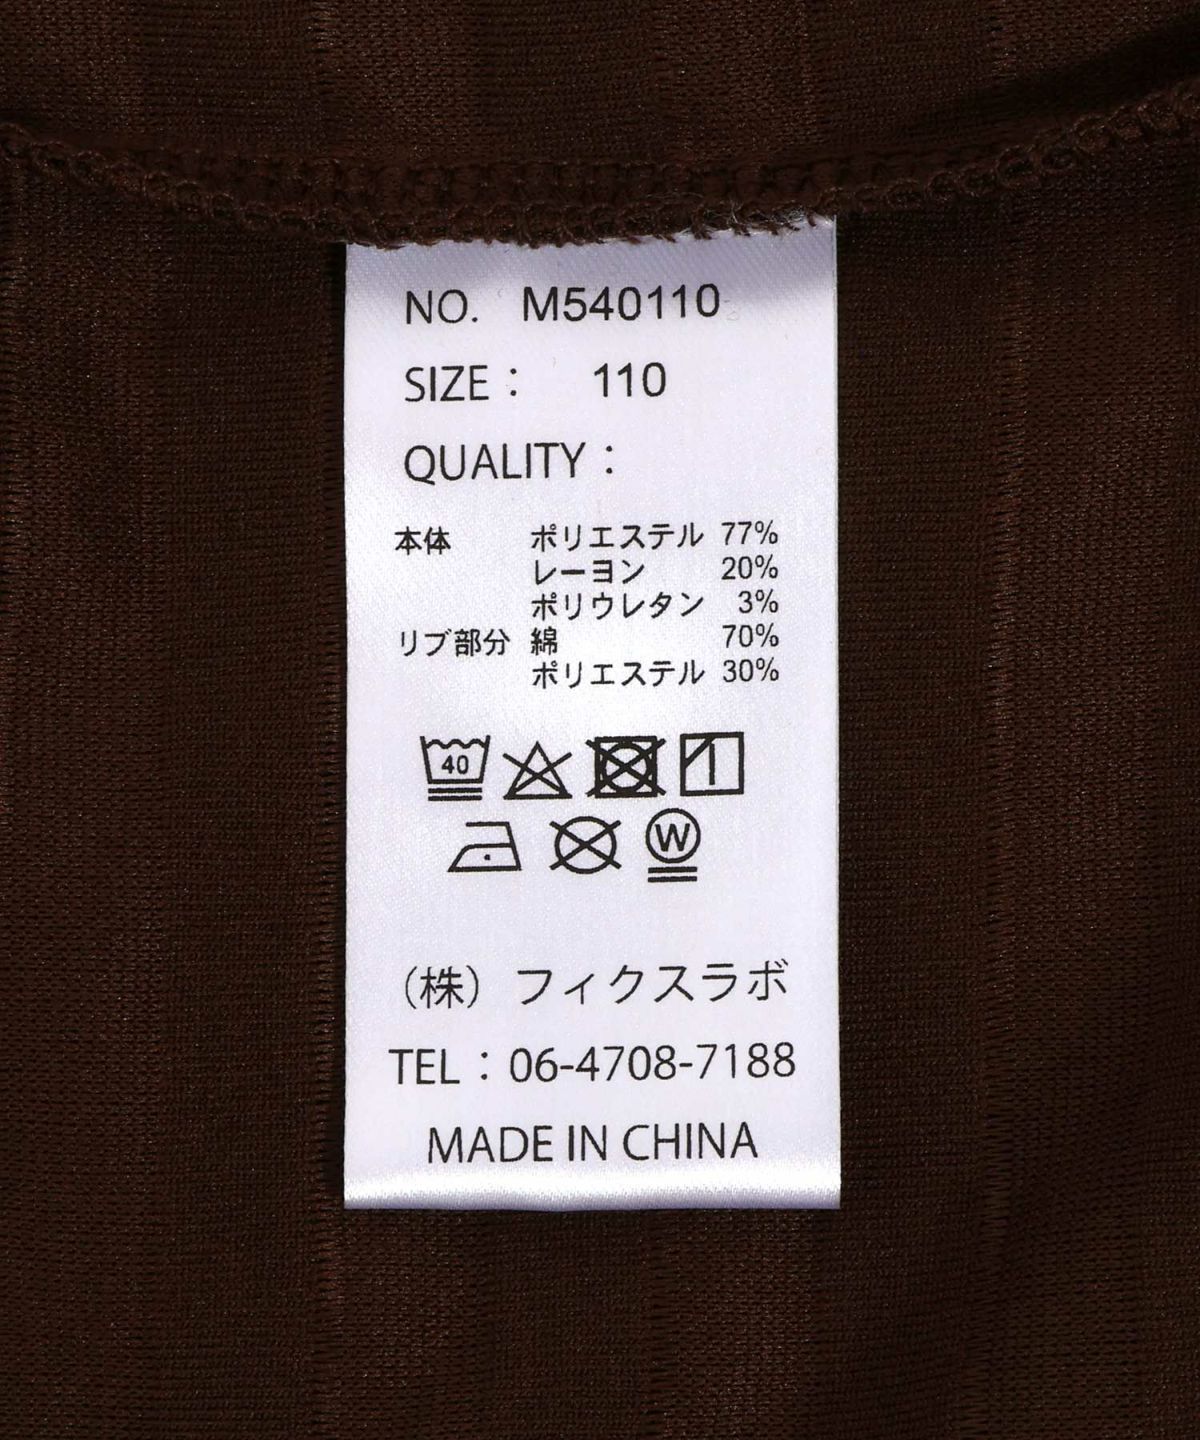 NO. M540110
SIZE： 110
QUALITY：
本体 ポリエステル 77%
レーヨン 20%
ポリウレタン 3%
リブ部分 綿 70%
ポリエステル 30%
40
W
（株）フィクスラボ
TEL：06-4708-7188
MADE IN CHINA